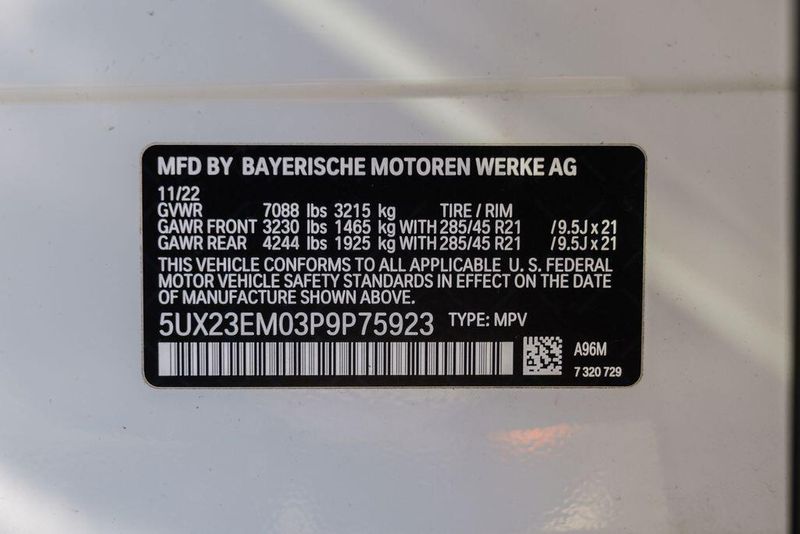 MFD BY BAYERISCHE MOTOREN WERKE AG
11/22
GVWR 7088 lbs 3215 kg TIRE / RIM
GAWR FRONT 3230 lbs 1465 kg WITH 285/45 R21 / 9.5J x 21
GAWR REAR 4244 lbs 1925 kg WITH 285/45 R21 / 9.5J x 21
THIS VEHICLE CONFORMS TO ALL APPLICABLE U. S. FEDERAL
MOTOR VEHICLE SAFETY STANDARDS IN EFFECT ON THE DATE
OF MANUFACTURE SHOWN ABOVE.
5UX23EM03P9P75923 TYPE: MPV
A96M
7 320 729